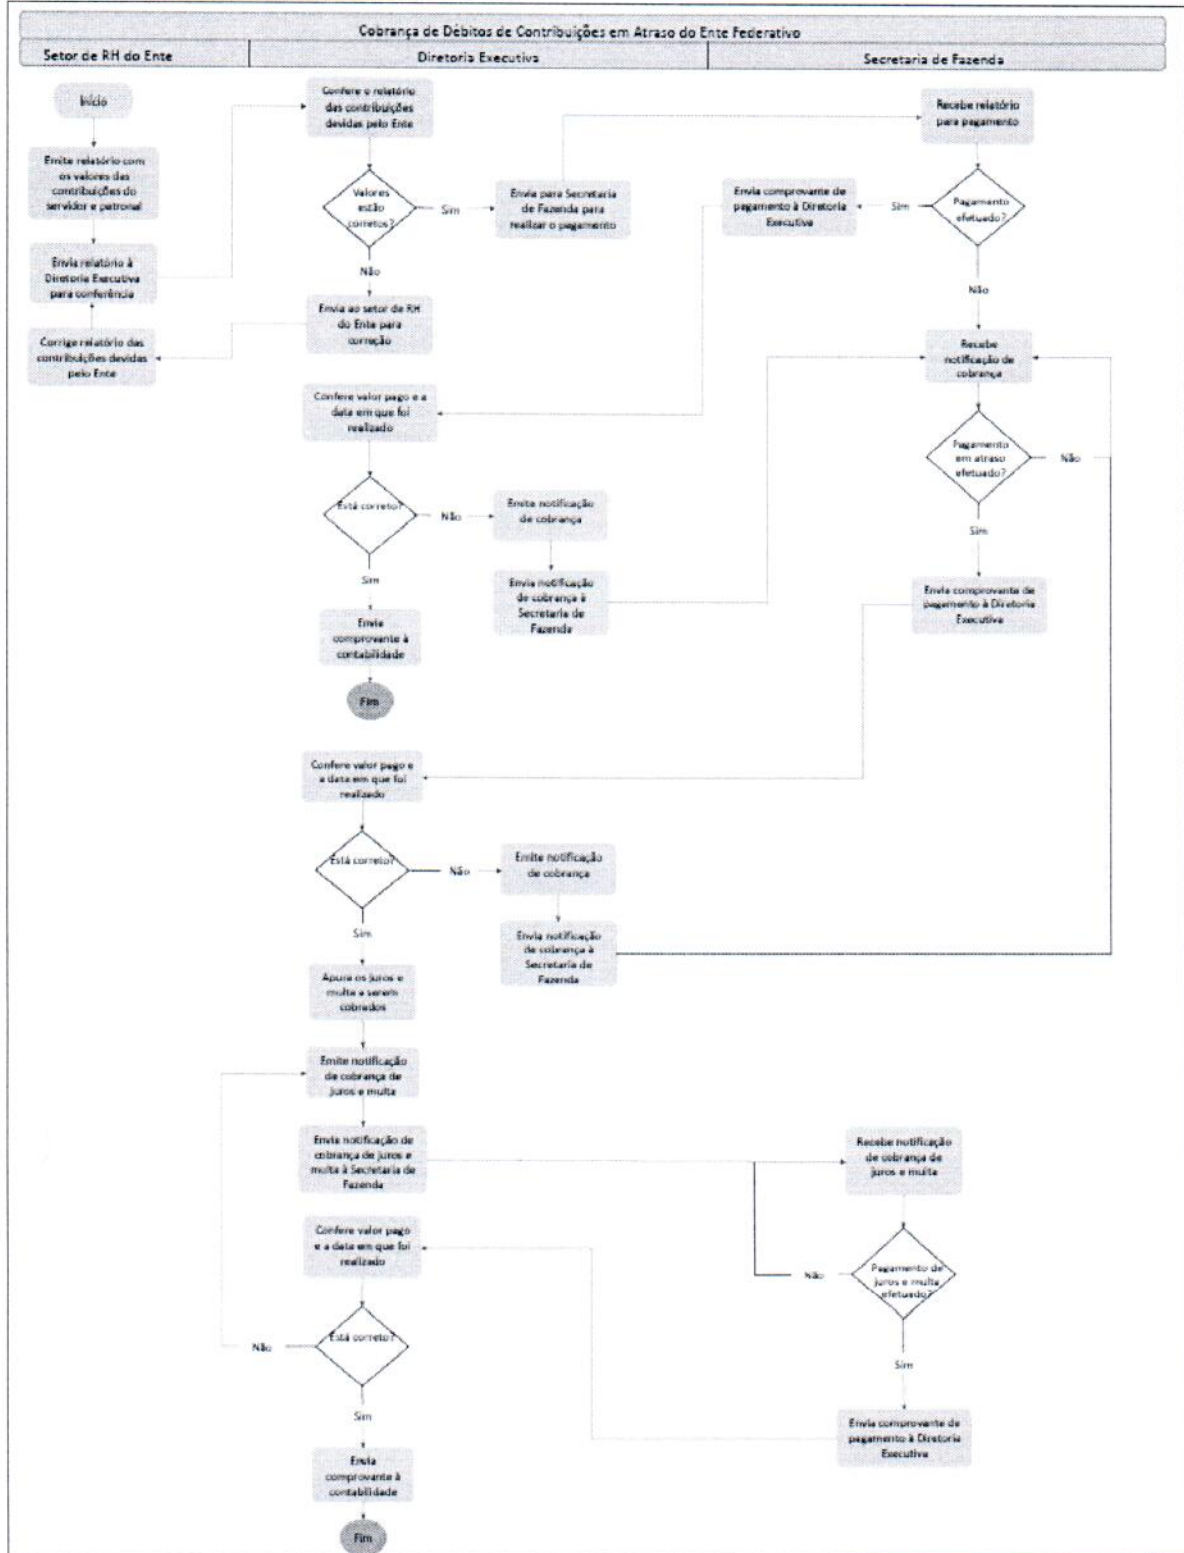 Cobrança de Débitos de Contribuições em Atraso do Ente Federativo
Setor de RH do Ente
Diretoria Executiva
Secretaria de Fazenda
Início
Emite relatório com
os valores das
contribuições do
servidor e patronal
Envia relatório à
Diretoria Executiva
para conferência
Corrige relatório das
contribuições devidas
pelo Ente
Confere o relatório
das contribuições
devidas pelo Ente
Valores
estão
corretos?
Sim
Envia para Secretaria
de Fazenda para
realizar o pagamento
Não
Envia ao setor de RH
do Ente para
correção
Recebe relatório
para pagamento
Pagamento
efetuado?
Sim
Envia comprovante de
pagamento à Diretoria
Executiva
Não
Recebe
notificação de
cobrança
Pagamento
em atraso
efetuado?
Não
Sim
Envia comprovante de
pagamento à Diretoria
Executiva
Confere valor pago e a
data em que foi
realizado
Está correto?
Não
Emite notificação
de cobrança
Envia notificação
de cobrança à
Secretaria de
Fazenda
Sim
Envia
comprovante à
contabilidade
Fim
Confere valor pago e
a data em que foi
realizado
Está correto?
Não
Emite notificação
de cobrança
Envia notificação
de cobrança à
Secretaria de
Fazenda
Sim
Apura os juros e
multa a serem
cobrados
Emite notificação
de cobrança de
juros e multa
Envia notificação de
cobrança de juros e
multa à Secretaria de
Fazenda
Recebe notificação
de cobrança de
juros e multa
Pagamento de
juros e multa
efetuado?
Não
Sim
Envia comprovante de
pagamento à Diretoria
Executiva
Confere valor pago
e a data em que foi
realizado
Está correto?
Não
Sim
Envia
comprovante à
contabilidade
Fim